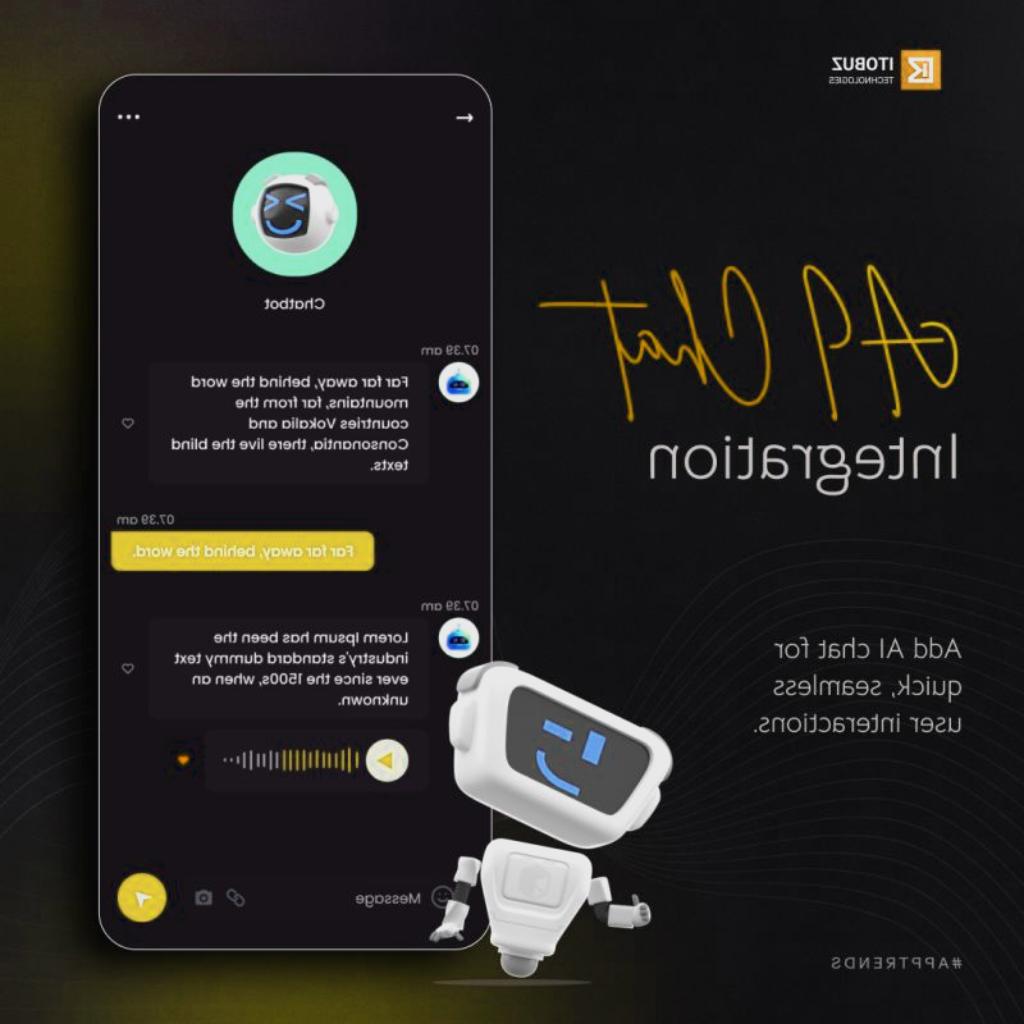 ITOBUZ
TECHNOLOGIES
AI Chat
Integration
Add AI chat for
quick, seamless
user interactions.
#APPTRENDS
Chatbot
07.39 am
Far far away, behind the word
mountains, far from the
countries Vokalia and
Consonantia, there live the blind
texts.
07.39 am
Far far away, behind the word.
07.39 am
Lorem Ipsum has been the
industry's standard dummy text
ever since the 1500s, when an
unknown.
Message